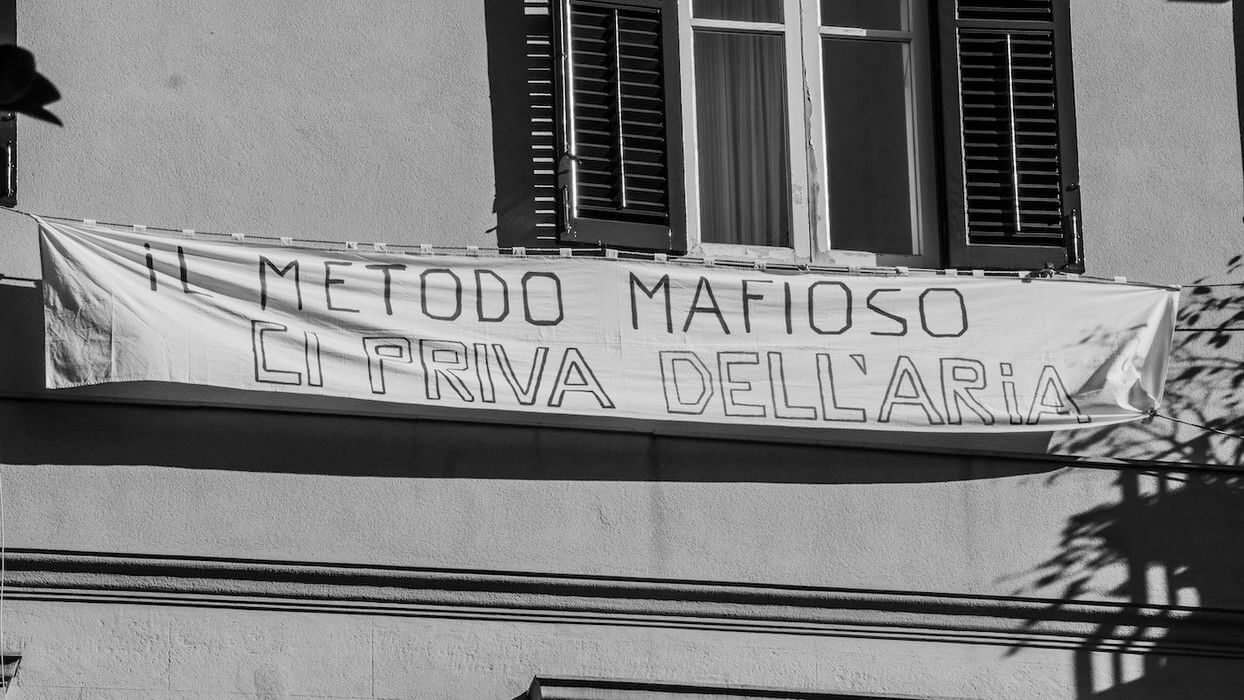 iL METODO MAFIOSO
CI PRIVA DELL'ARiA